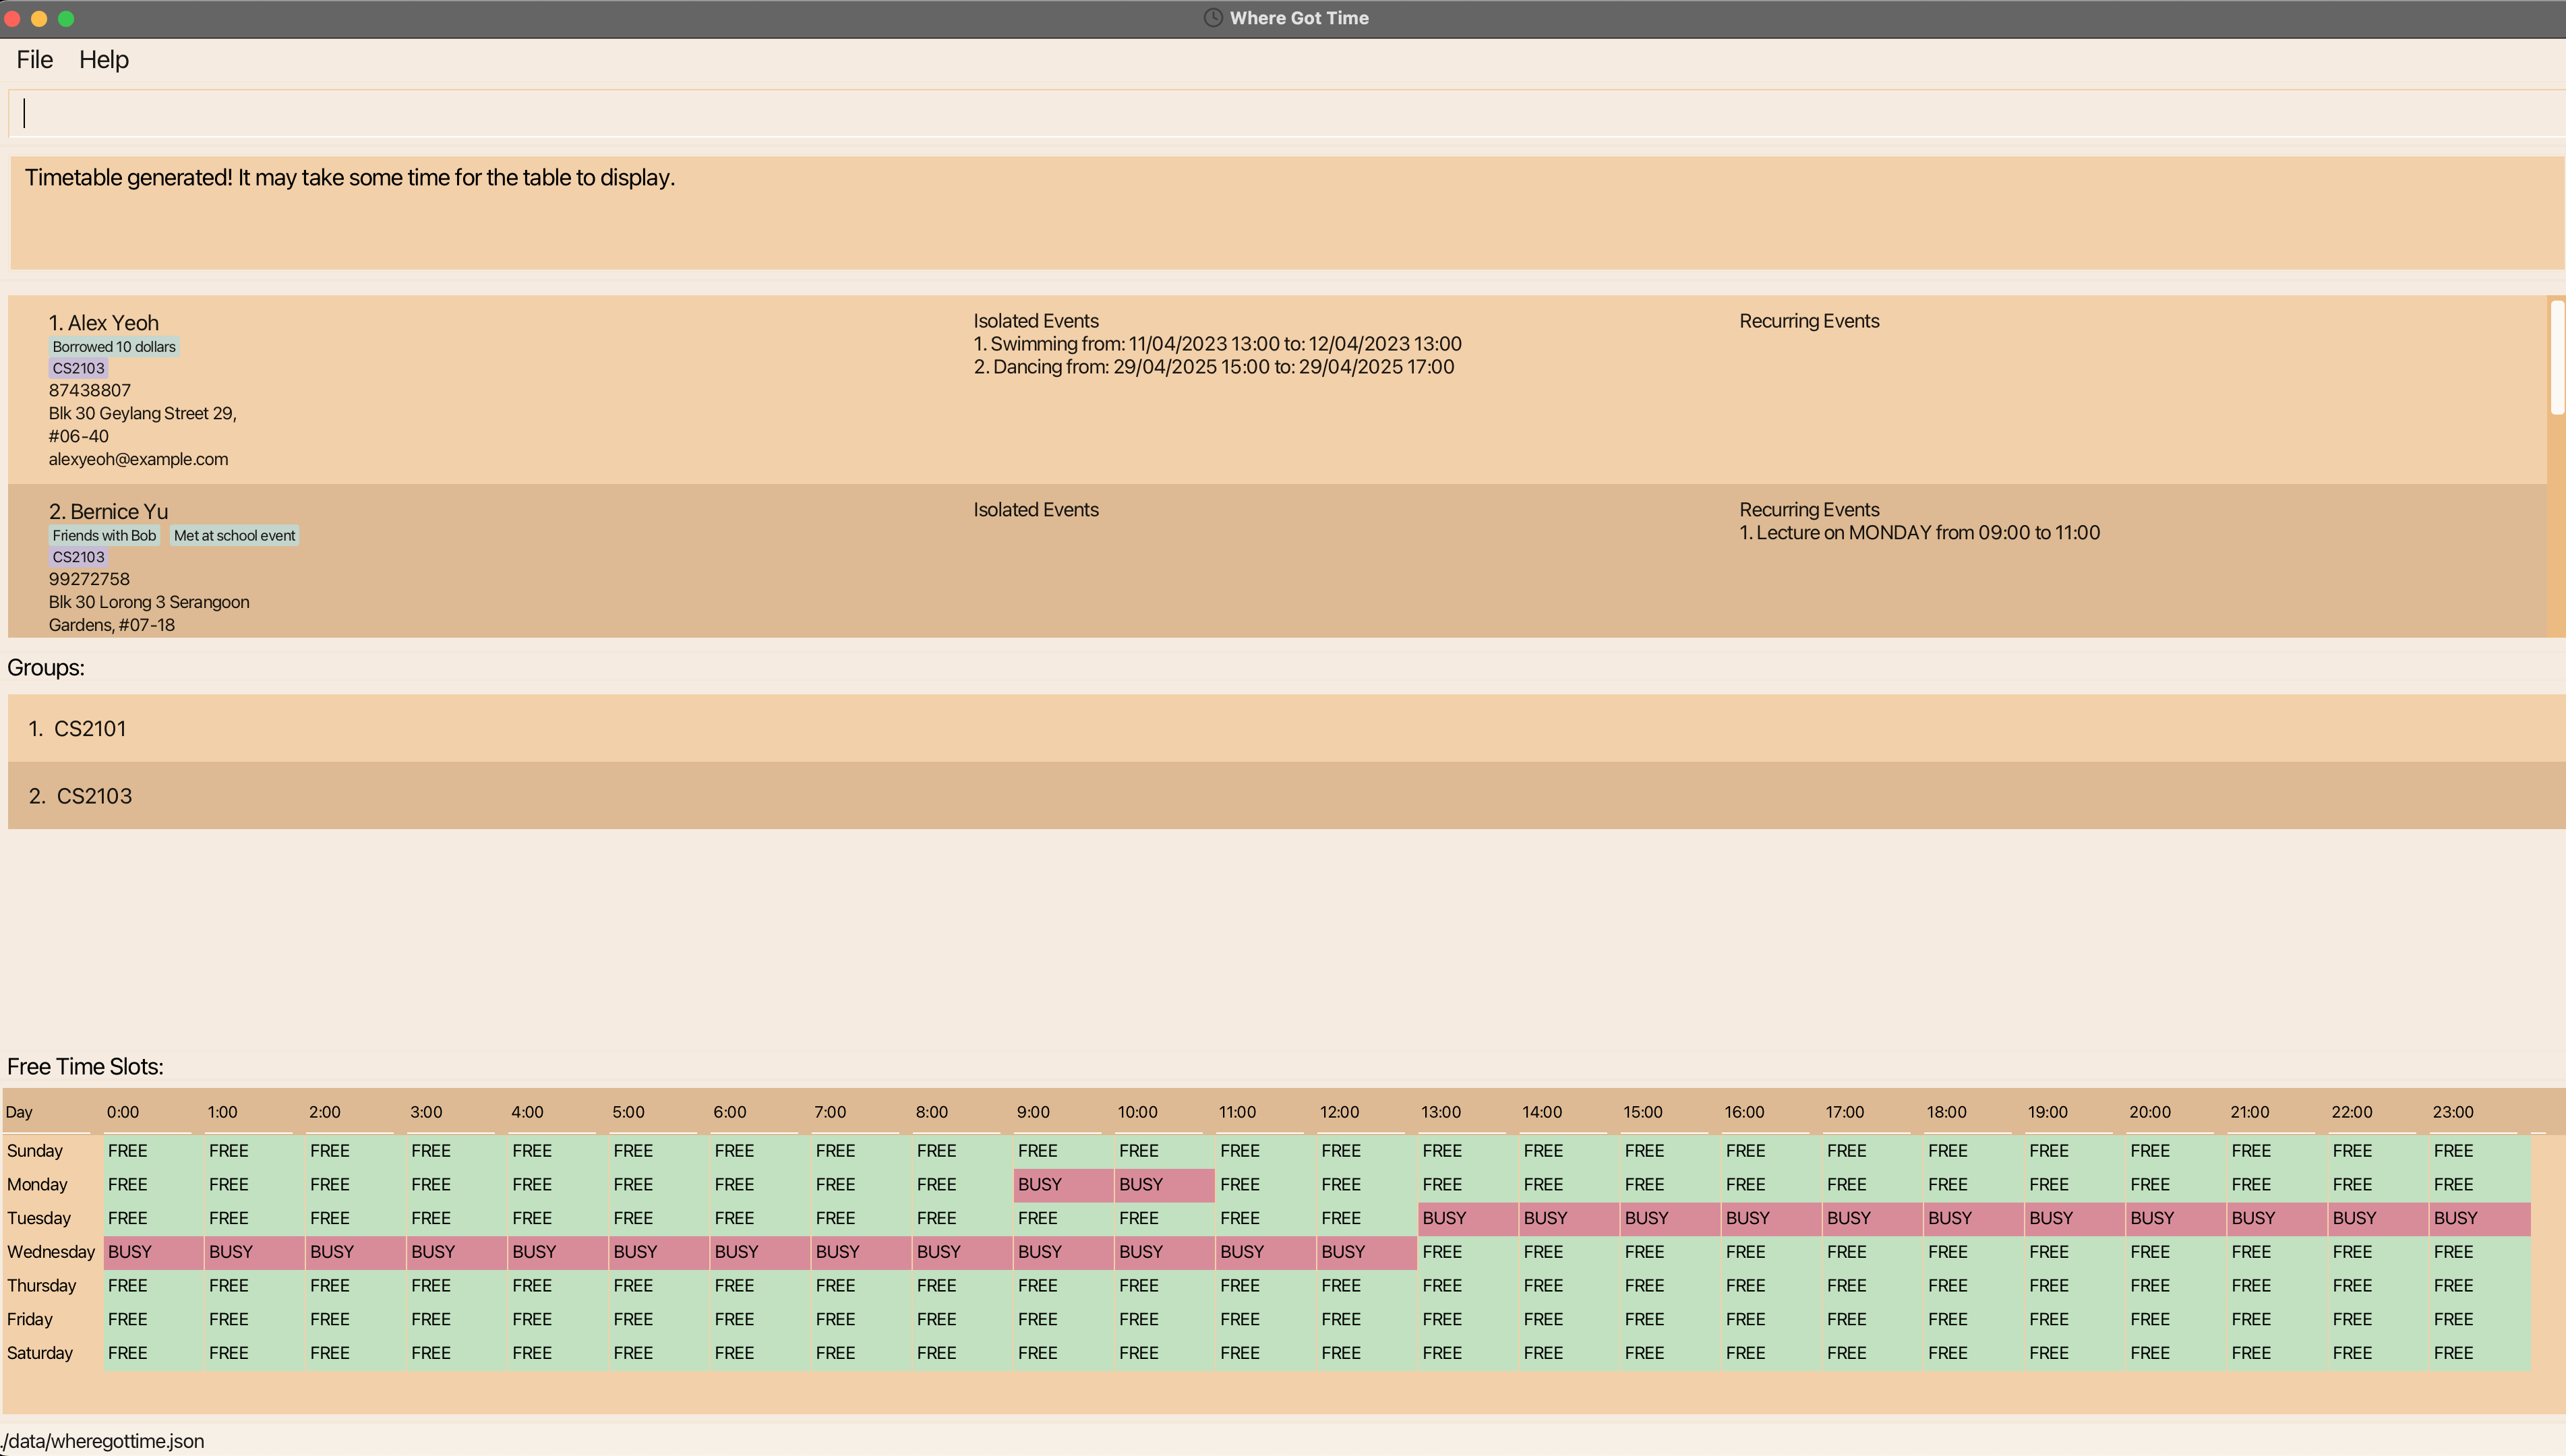 Where Got Time
File Help
Timetable generated! It may take some time for the table to display.
1. Alex Yeoh
Borrowed 10 dollars
CS2103
87438807
Blk 30 Geylang Street 29,
#06-40
alexyeoh@example.com
Isolated Events
1. Swimming from: 11/04/2023 13:00 to: 12/04/2023 13:00
2. Dancing from: 29/04/2025 15:00 to: 29/04/2025 17:00
Recurring Events
2. Bernice Yu
Friends with Bob Met at school event
CS2103
99272758
Blk 30 Lorong 3 Serangoon
Gardens, #07-18
Isolated Events
Recurring Events
1. Lecture on MONDAY from 09:00 to 11:00
Groups:
1. CS2101
2. CS2103
Free Time Slots:
Day 0:00 1:00 2:00 3:00 4:00 5:00 6:00 7:00 8:00 9:00 10:00 11:00 12:00 13:00 14:00 15:00 16:00 17:00 18:00 19:00 20:00 21:00 22:00 23:00
Sunday FREE FREE FREE FREE FREE FREE FREE FREE FREE FREE FREE FREE FREE FREE FREE FREE FREE FREE FREE FREE FREE FREE FREE FREE
Monday FREE FREE FREE FREE FREE FREE FREE FREE FREE BUSY BUSY FREE FREE FREE FREE FREE FREE FREE FREE FREE FREE FREE FREE FREE
Tuesday FREE FREE FREE FREE FREE FREE FREE FREE FREE FREE FREE FREE FREE BUSY BUSY BUSY BUSY BUSY BUSY BUSY BUSY BUSY BUSY BUSY
Wednesday BUSY BUSY BUSY BUSY BUSY BUSY BUSY BUSY BUSY BUSY BUSY BUSY BUSY FREE FREE FREE FREE FREE FREE FREE FREE FREE FREE FREE
Thursday FREE FREE FREE FREE FREE FREE FREE FREE FREE FREE FREE FREE FREE FREE FREE FREE FREE FREE FREE FREE FREE FREE FREE FREE
Friday FREE FREE FREE FREE FREE FREE FREE FREE FREE FREE FREE FREE FREE FREE FREE FREE FREE FREE FREE FREE FREE FREE FREE FREE
Saturday FREE FREE FREE FREE FREE FREE FREE FREE FREE FREE FREE FREE FREE FREE FREE FREE FREE FREE FREE FREE FREE FREE FREE FREE
./data/wheregottime.json